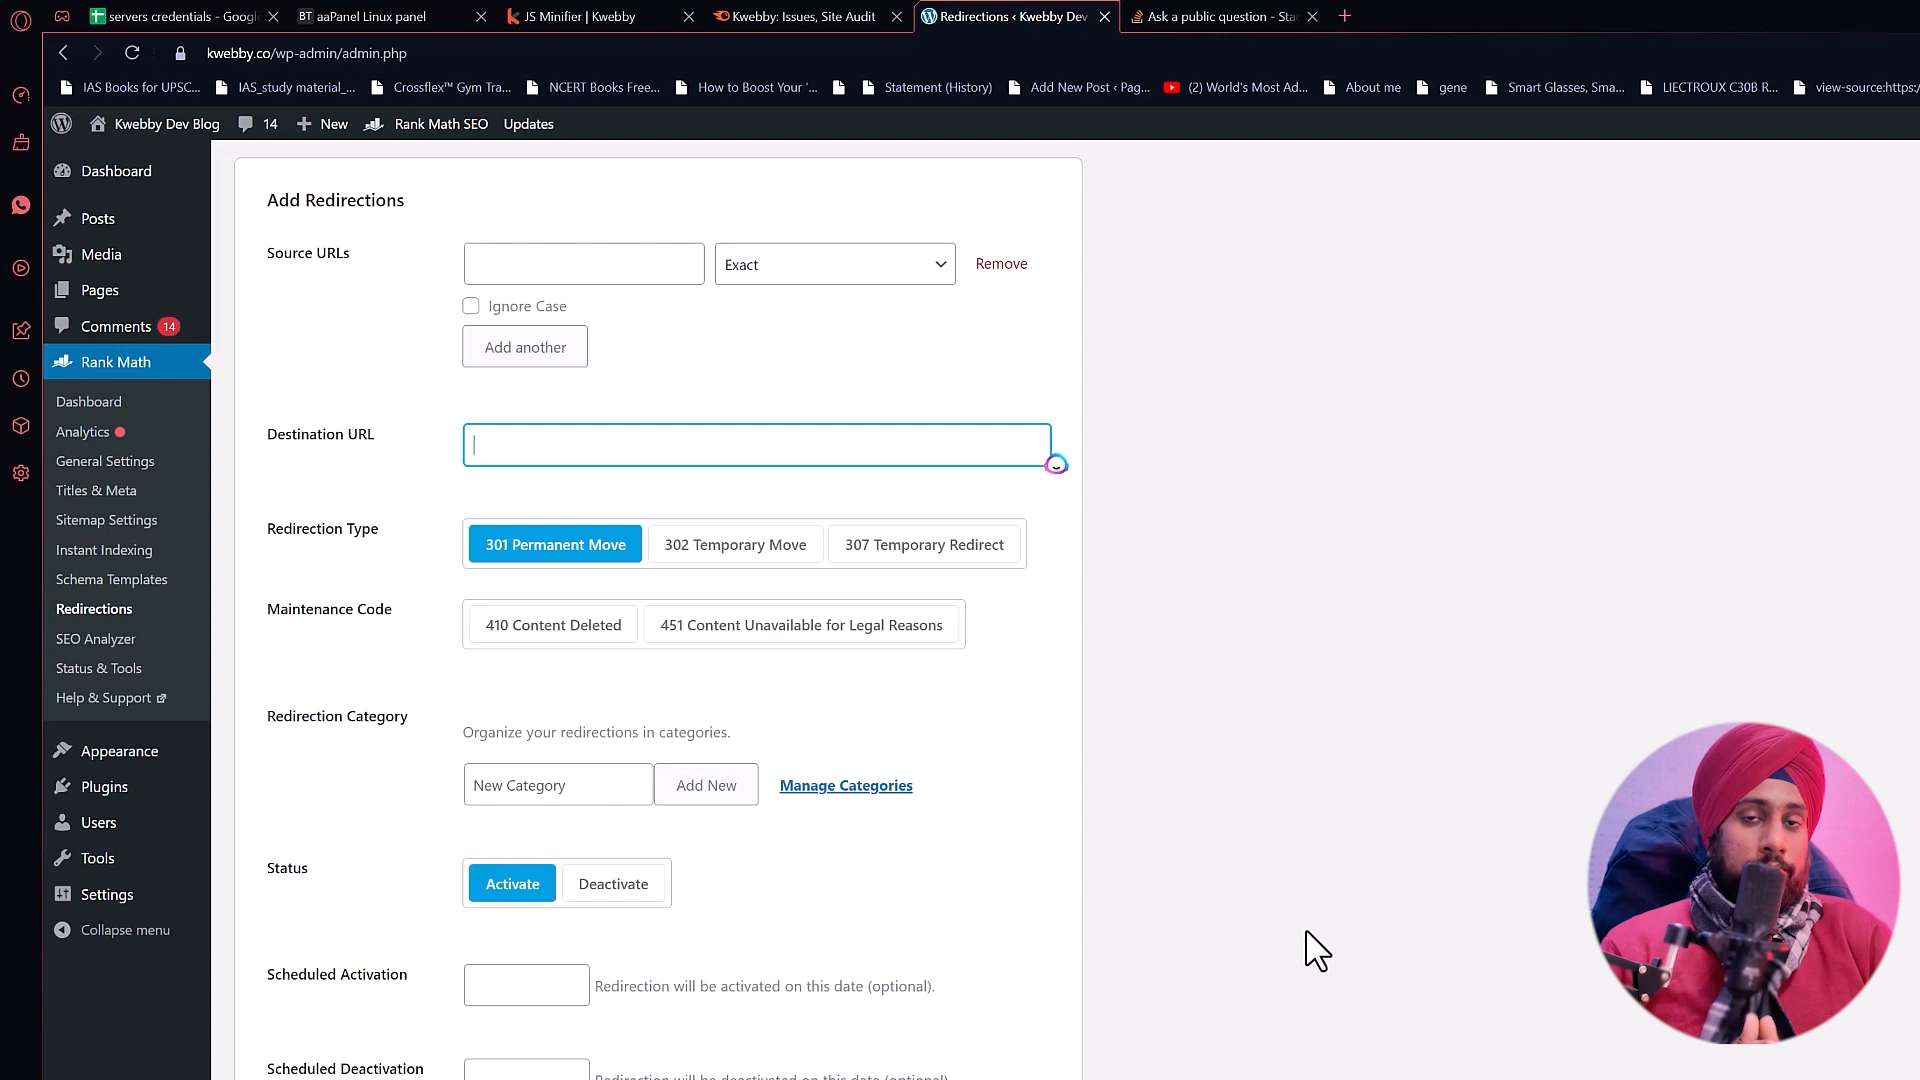 servers credentials - Google
BT aaPanel Linux panel
JS Minifier | Kwebby
Kwebby: Issues, Site Audit
Redirections ‹ Kwebby Dev
Ask a public question - Sta
kwebby.co/wp-admin/admin.php
IAS Books for UPSC...
IAS_study material_...
Crossflex™ Gym Tra...
NCERT Books Free...
How to Boost Your '...
Statement (History)
Add New Post ‹ Pag...
(2) World's Most Ad...
About me
gene
Smart Glasses, Sma...
LIECTROUX C30B R...
view-source:https:/
Kwebby Dev Blog
14
New
Rank Math SEO
Updates
Dashboard
Posts
Media
Pages
Comments 14
Rank Math
Dashboard
Analytics
General Settings
Titles & Meta
Sitemap Settings
Instant Indexing
Schema Templates
Redirections
SEO Analyzer
Status & Tools
Help & Support
Appearance
Plugins
Users
Tools
Settings
Collapse menu
Add Redirections
Source URLs
Exact
Remove
Ignore Case
Add another
Destination URL
Redirection Type
301 Permanent Move
302 Temporary Move
307 Temporary Redirect
Maintenance Code
410 Content Deleted
451 Content Unavailable for Legal Reasons
Redirection Category
Organize your redirections in categories.
New Category
Add New
Manage Categories
Status
Activate
Deactivate
Scheduled Activation
Redirection will be activated on this date (optional).
Scheduled Deactivation
Redirection will be deactivated on this date (optional).